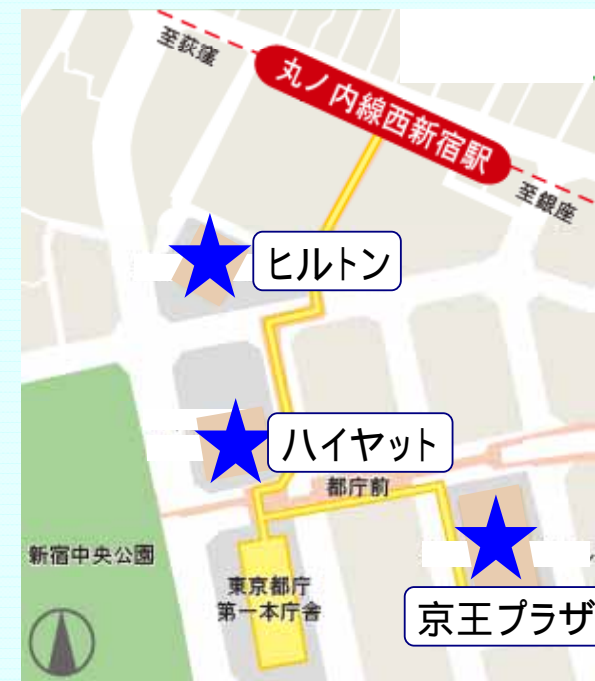 至荻窪
丸ノ内線西新宿駅
至銀座
ヒルトン
ハイヤット
都庁前
新宿中央公園
東京都庁
第一本庁舎
京王プラザ